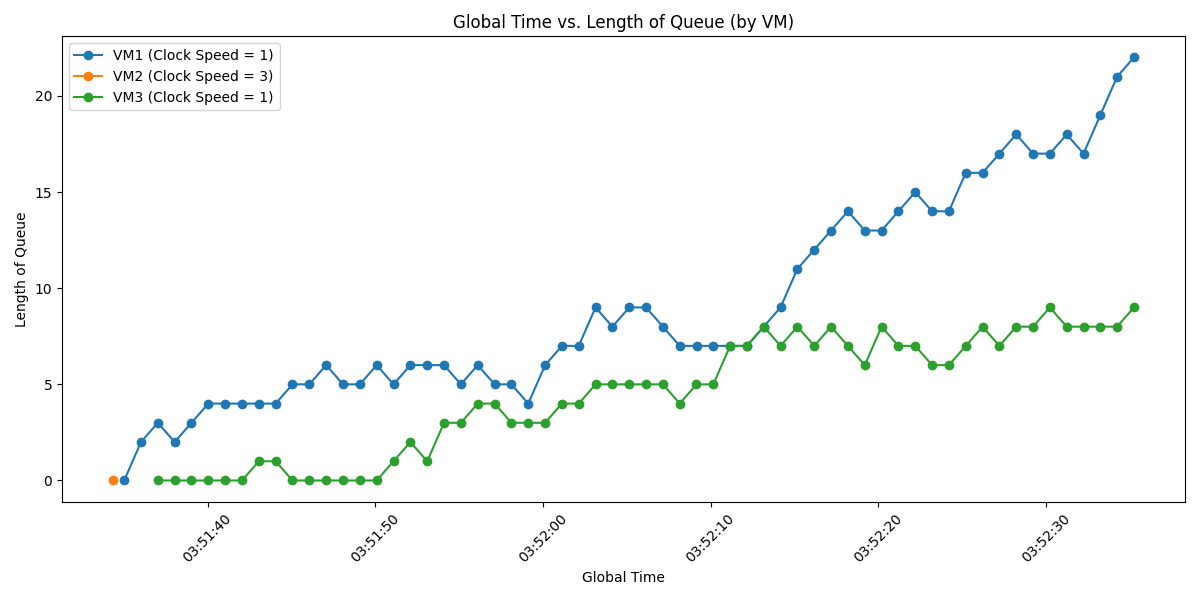 Global Time vs. Length of Queue (by VM)
VM1 (Clock Speed = 1)
VM2 (Clock Speed = 3)
VM3 (Clock Speed = 1)
Length of Queue
20
15
10
5
0
03:51:40
03:51:50
03:52:00
03:52:10
03:52:20
03:52:30
Global Time